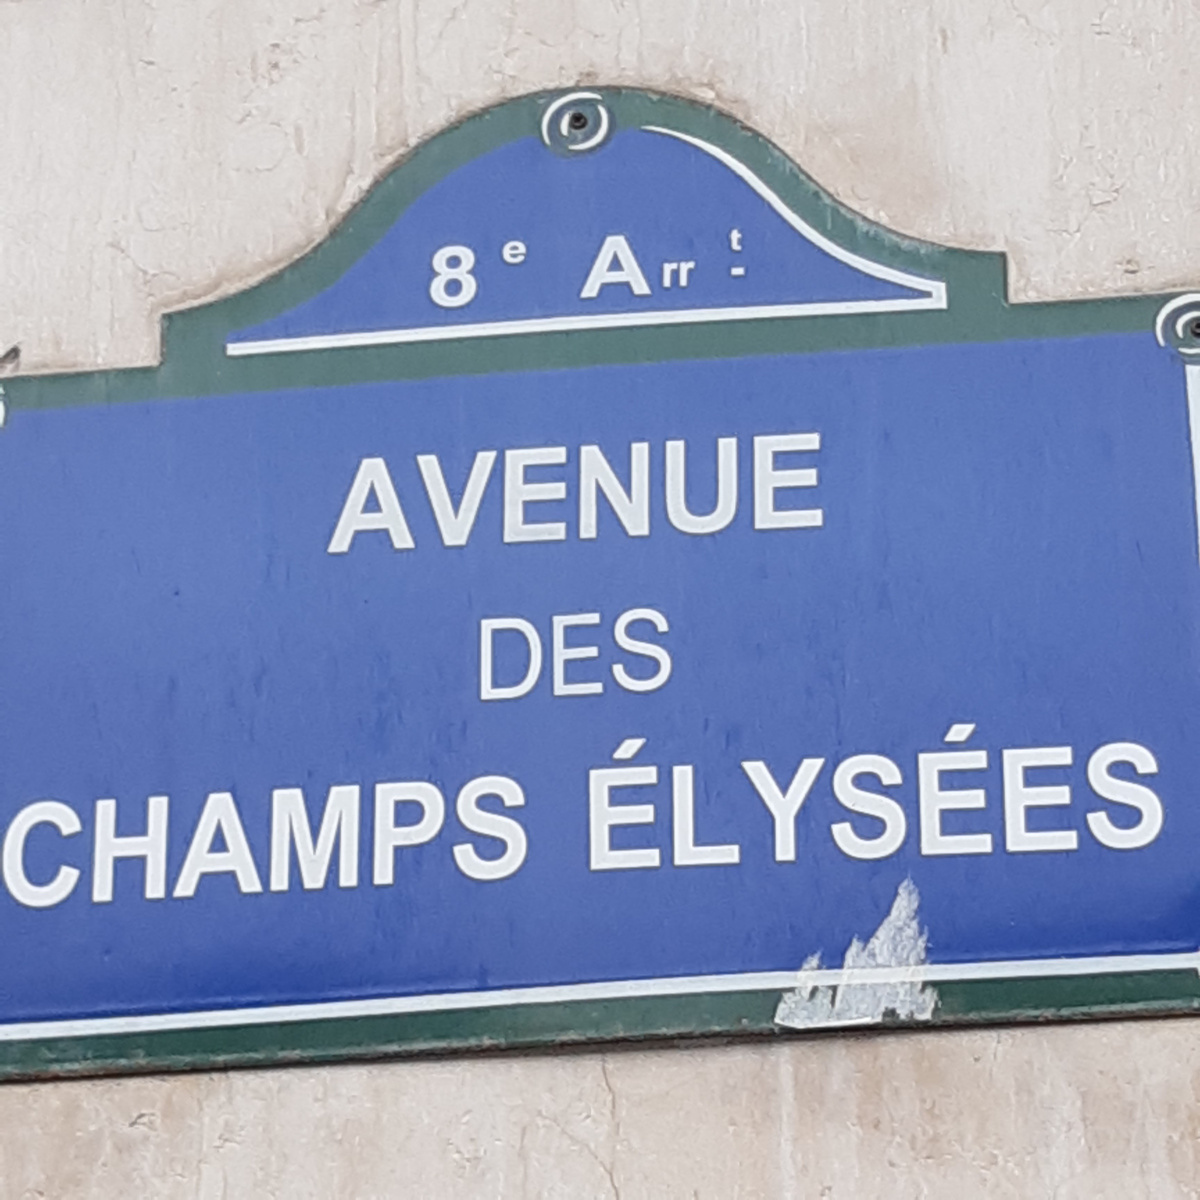 8e Arrt
AVENUE
DES
CHAMPS ÉLYSÉES